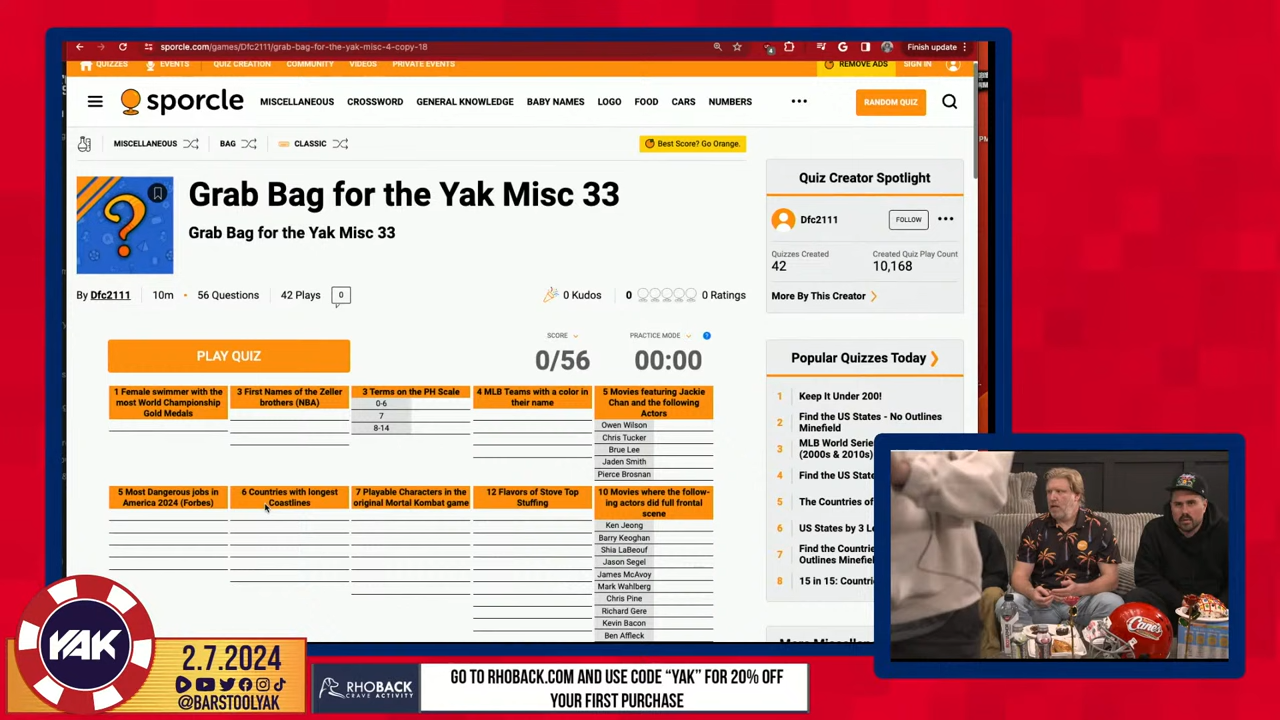 sporcle.com/games/Dfc2111/grab-bag-for-the-yak-misc-4-copy-18
Finish update
QUIZZES EVENTS QUIZ CREATION COMMUNITY VIDEOS PRIVATE EVENTS REMOVE ADS SIGN IN
sporcle MISCELLANEOUS CROSSWORD GENERAL KNOWLEDGE BABY NAMES LOGO FOOD CARS NUMBERS ••• RANDOM QUIZ
MISCELLANEOUS BAG CLASSIC Best Score? Go Orange.
Grab Bag for the Yak Misc 33
Grab Bag for the Yak Misc 33
By Dfc2111 10m • 56 Questions 42 Plays 0 0 Kudos 0 0 Ratings
PLAY QUIZ
SCORE
0/56
PRACTICE MODE
00:00
1 Female swimmer with the
most World Championship
Gold Medals
3 First Names of the Zeller
brothers (NBA)
3 Terms on the PH Scale
0-6
7
8-14
4 MLB Teams with a color in
their name
5 Movies featuring Jackie
Chan and the following
Actors
Owen Wilson
Chris Tucker
Brue Lee
Jaden Smith
Pierce Brosnan
5 Most Dangerous jobs in
America 2024 (Forbes)
6 Countries with longest
Coastlines
7 Playable Characters in the
original Mortal Kombat game
12 Flavors of Stove Top
Stuffing
10 Movies where the follow-
ing actors did full frontal
scene
Ken Jeong
Barry Keoghan
Shia LaBeouf
Jason Segel
James McAvoy
Mark Wahlberg
Chris Pine
Richard Gere
Kevin Bacon
Ben Affleck
Quiz Creator Spotlight
Dfc2111 FOLLOW •••
Quizzes Created
42
Created Quiz Play Count
10,168
More By This Creator
Popular Quizzes Today
1 Keep It Under 200!
2 Find the US States - No Outlines
Minefield
3 MLB World Serie
(2000s & 2010s)
4 Find the US Stat
5 The Countries of
6 US States by 3 L
7 Find the Countri
Outlines Minefiel
8 15 in 15: Countri
Cane's
YAK
2.7.2024
@BARSTOOLYAK
RHOBACK
CRAVE ACTIVITY
GO TO RHOBACK.COM AND USE CODE “YAK” FOR 20% OFF
YOUR FIRST PURCHASE